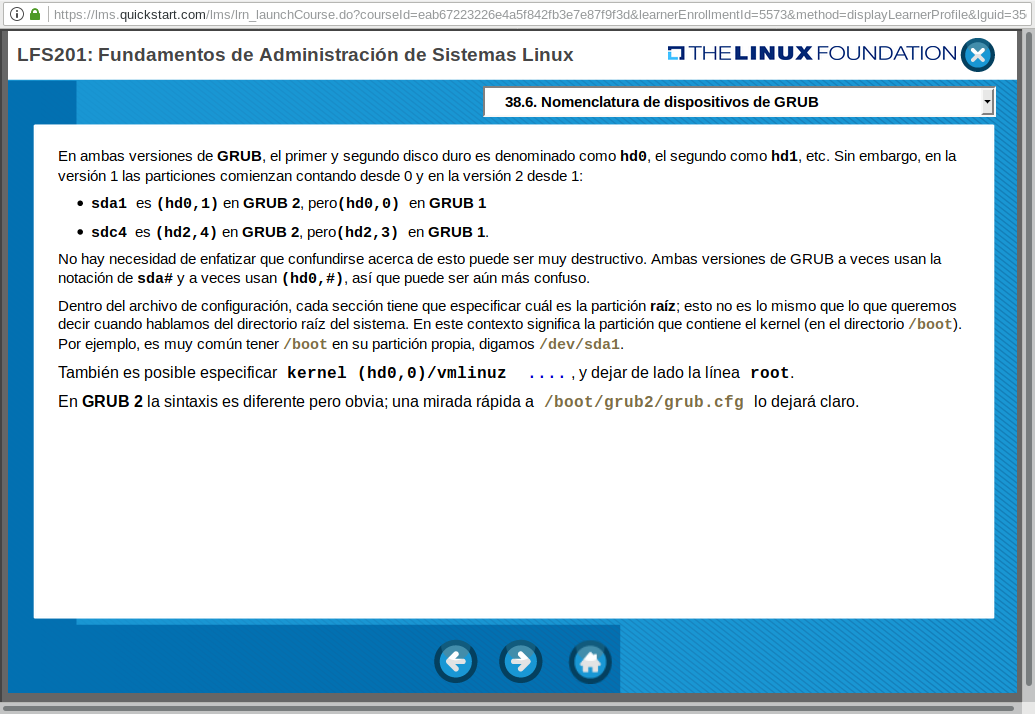 https://lms.quickstart.com/lms/lrn_launchCourse.do?courseId=eab67223226e4a5f842fb3e7e87f9f3d&learnerEnrollmentId=5573&method=displayLearnerProfile&lguid=35
LFS201: Fundamentos de Administración de Sistemas Linux
THE LINUX FOUNDATION
38.6. Nomenclatura de dispositivos de GRUB
En ambas versiones de GRUB, el primer y segundo disco duro es denominado como hd0, el segundo como hd1, etc. Sin embargo, en la
versión 1 las particiones comienzan contando desde 0 y en la versión 2 desde 1:
• sda1 es (hd0,1) en GRUB 2, pero(hd0,0) en GRUB 1
• sdc4 es (hd2,4) en GRUB 2, pero(hd2,3) en GRUB 1.
No hay necesidad de enfatizar que confundirse acerca de esto puede ser muy destructivo. Ambas versiones de GRUB a veces usan la
notación de sda# y a veces usan (hd0,#), así que puede ser aún más confuso.
Dentro del archivo de configuración, cada sección tiene que especificar cuál es la partición raíz; esto no es lo mismo que lo que queremos
decir cuando hablamos del directorio raíz del sistema. En este contexto significa la partición que contiene el kernel (en el directorio /boot).
Por ejemplo, es muy común tener /boot en su partición propia, digamos /dev/sda1.
También es posible especificar kernel (hd0,0)/vmlinuz .... , y dejar de lado la línea root.
En GRUB 2 la sintaxis es diferente pero obvia; una mirada rápida a /boot/grub2/grub.cfg lo dejará claro.